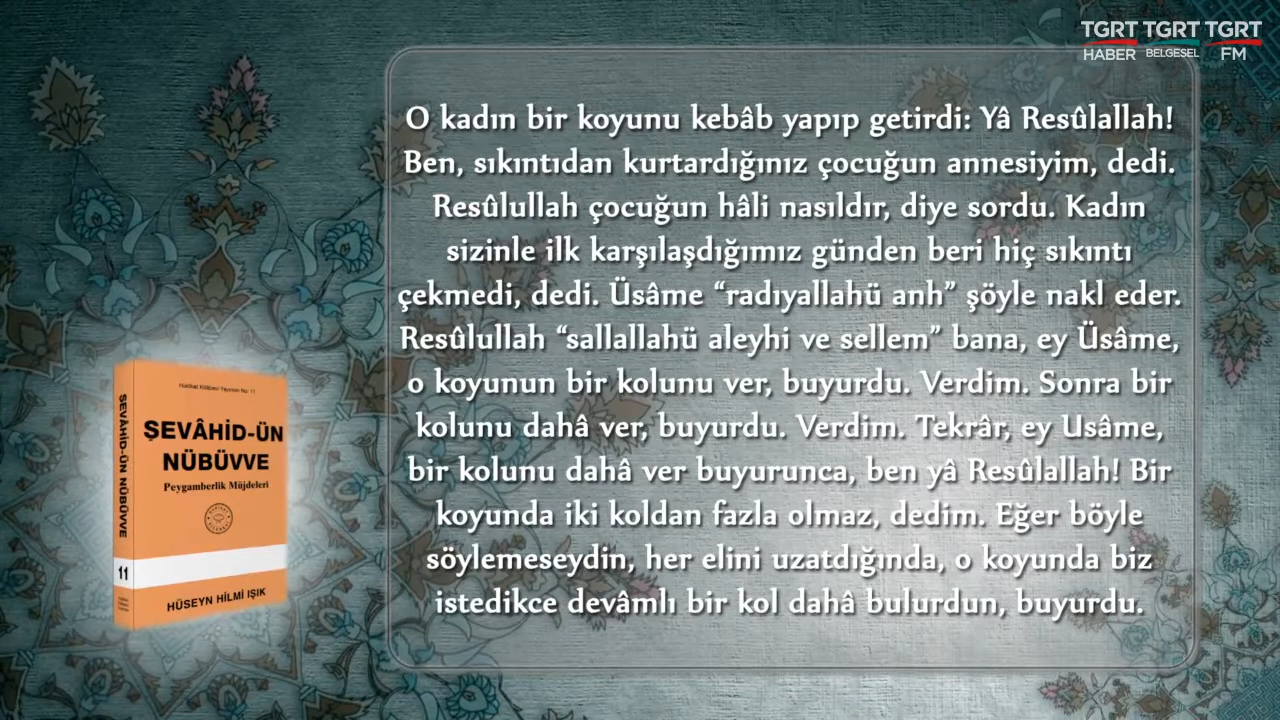 TGRT TGRT TGRT
HABER BELGESEL FM
O kadın bir koyunu kebâb yapıp getirdi: Yâ Resûlallah!
Ben, sıkıntıdan kurtardığınız çocuğun annesiyim, dedi.
Resûlullah çocuğun hâli nasıldır, diye sordu. Kadın
sizinle ilk karşılaşdığımız günden beri hiç sıkıntı
çekmedi, dedi. Üsâme “radıyallahü anh” şöyle nakl eder.
Resûlullah “sallallahü aleyhi ve sellem” bana, ey Üsâme,
o koyunun bir kolunu ver, buyurdu. Verdim. Sonra bir
kolunu dahâ ver, buyurdu. Verdim. Tekrâr, ey Usâme,
bir kolunu dahâ ver buyurunca, ben yâ Resûlallah! Bir
koyunda iki koldan fazla olmaz, dedim. Eğer böyle
söylemeseydin, her elini uzatdığında, o koyunda biz
istedikce devâmlı bir kol dahâ bulurdun, buyurdu.
Hakîkat Kitâbevi Yayınları No: 11
ŞEVÂHİD-ÜN
NÜBÜVVE
Peygamberlik Müjdeleri
HÜSEYN HİLMİ IŞIK
ŞEVÂHİD-ÜN NÜBÜVVE
11